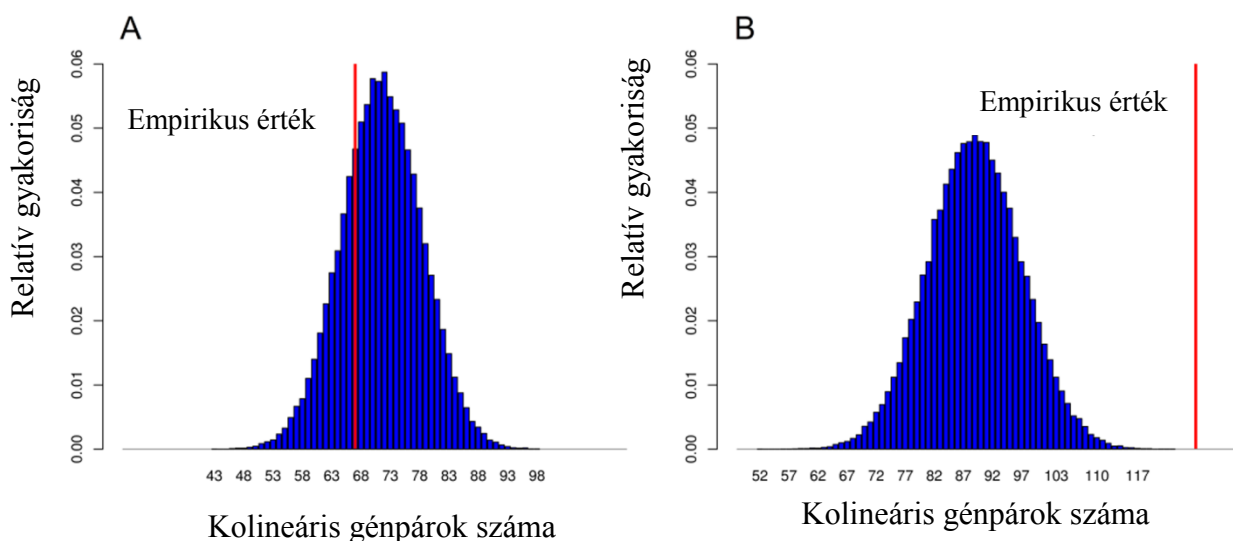 A
Relatív gyakoriság
0.00 0.01 0.02 0.03 0.04 0.05 0.06
Empirikus érték
43 48 53 58 63 68 73 78 83 88 93 98
Kolineáris génpárok száma
B
Relatív gyakoriság
0.00 0.01 0.02 0.03 0.04 0.05 0.06
Empirikus érték
52 57 62 67 72 77 82 87 92 97 103 110 117
Kolineáris génpárok száma